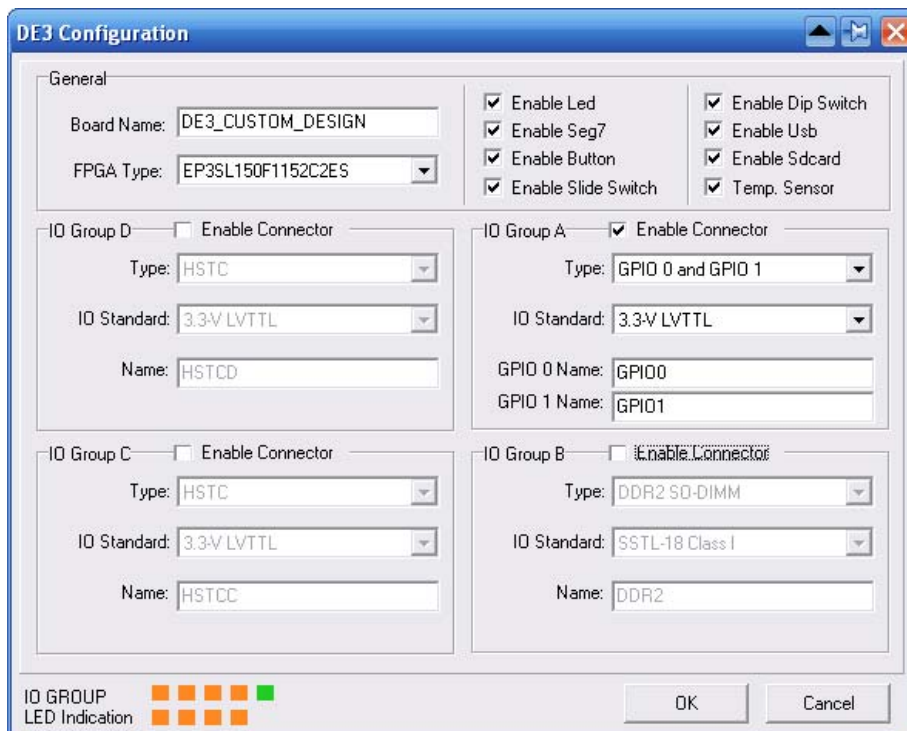 DE3 Configuration
General
Board Name: DE3_CUSTOM_DESIGN
FPGA Type: EP3SL150F1152C2ES
Enable Led
Enable Seg7
Enable Button
Enable Slide Switch
Enable Dip Switch
Enable Usb
Enable Sdcard
Temp. Sensor
IO Group D Enable Connector
Type: HSTC
IO Standard: 3.3-V LVTTL
Name: HSTCD
IO Group A Enable Connector
Type: GPIO 0 and GPIO 1
IO Standard: 3.3-V LVTTL
GPIO 0 Name: GPIO0
GPIO 1 Name: GPIO1
IO Group C Enable Connector
Type: HSTC
IO Standard: 3.3-V LVTTL
Name: HSTCC
IO Group B Enable Connector
Type: DDR2 SO-DIMM
IO Standard: SSTL-18 Class I
Name: DDR2
IO GROUP
LED Indication
OK
Cancel